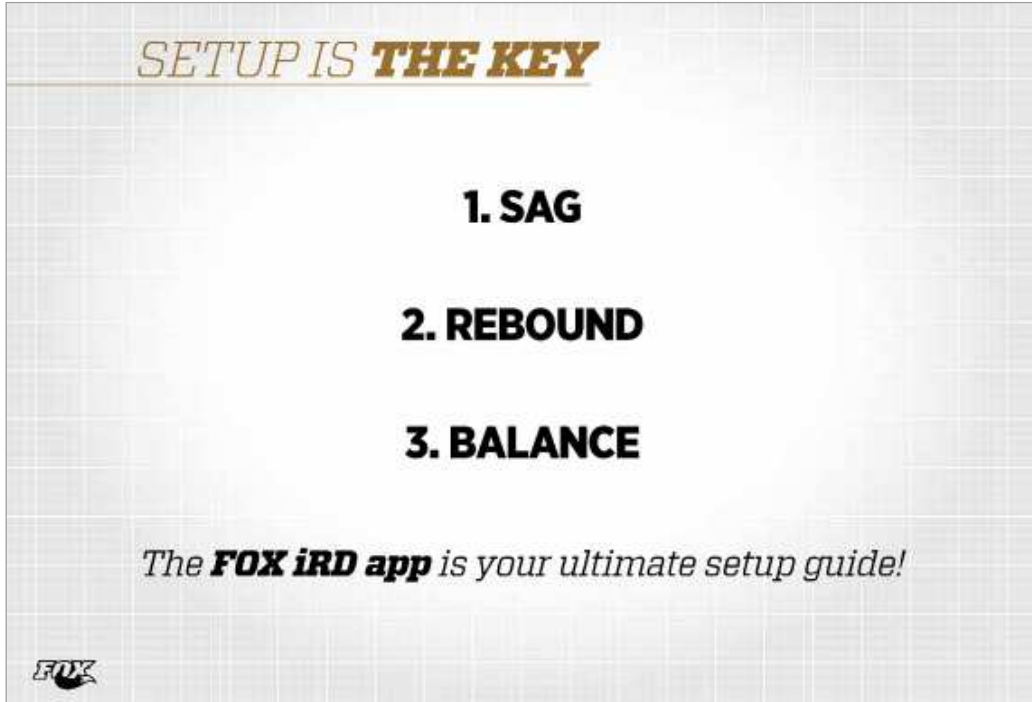 SETUP IS THE KEY
1. SAG
2. REBOUND
3. BALANCE
The FOX iRD app is your ultimate setup guide!
FOX